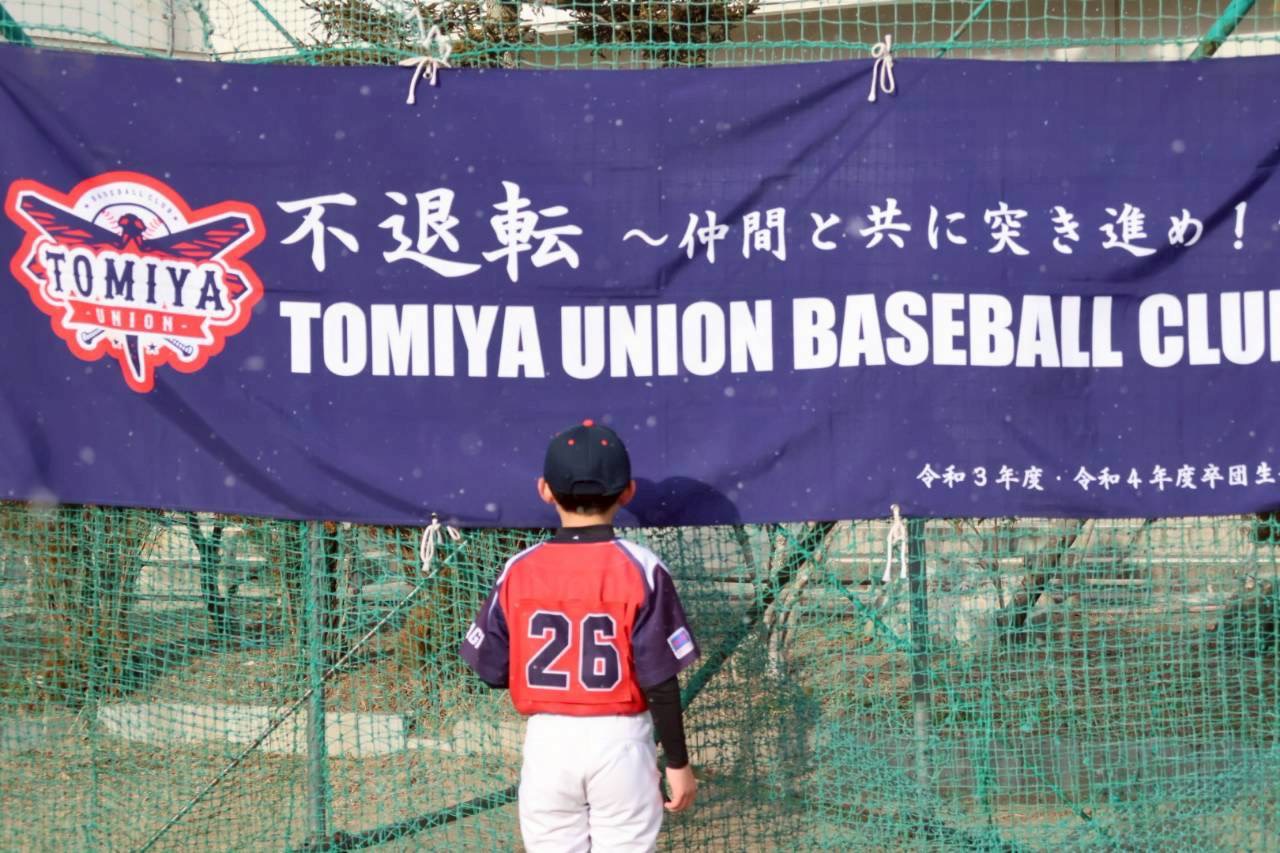 BASEBALL CLUB
TOMIYA
UNION
不退転 ～仲間と共に突き進め！
TOMIYA UNION BASEBALL CLU
令和３年度・令和４年度卒団生
26